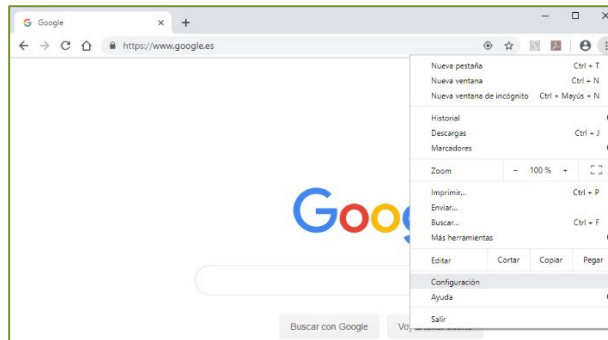 Google
https://www.google.es
Nueva pestaña Ctrl + T
Nueva ventana Ctrl + N
Nueva ventana de incógnito Ctrl + Mayús + N
Historial
Descargas Ctrl + J
Marcadores
Zoom - 100 % +
Imprimir... Ctrl + P
Enviar...
Buscar... Ctrl + F
Más herramientas
Editar Cortar Copiar Pegar
Configuración
Ayuda
Salir
Goog
Buscar con Google Voy